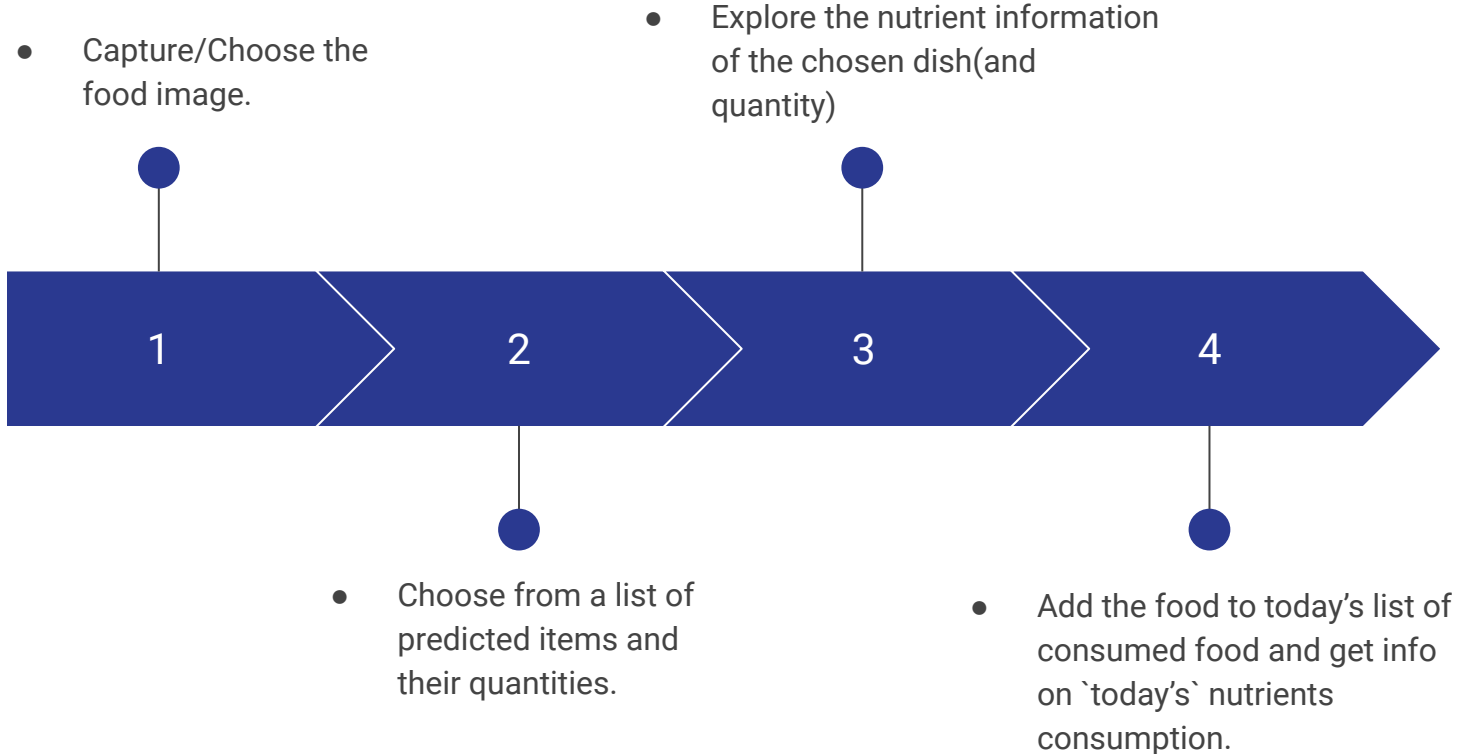 ● Capture/Choose the
food image.
● Explore the nutrient information
of the chosen dish(and
quantity)
1
2
3
4
● Choose from a list of
predicted items and
their quantities.
● Add the food to today’s list of
consumed food and get info
on `today’s` nutrients
consumption.